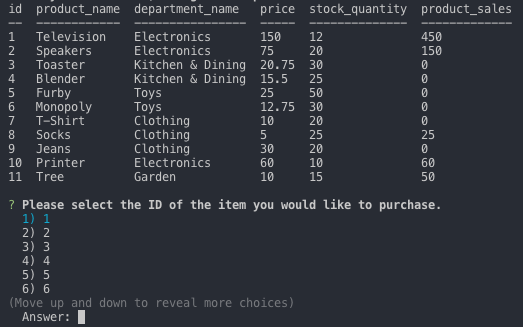 id product_name department_name price stock_quantity product_sales
-- ------------ --------------- ----- -------------- -------------
1 Television Electronics 150 12 450
2 Speakers Electronics 75 20 150
3 Toaster Kitchen & Dining 20.75 30 0
4 Blender Kitchen & Dining 15.5 25 0
5 Furby Toys 25 50 0
6 Monopoly Toys 12.75 30 0
7 T-Shirt Clothing 10 20 0
8 Socks Clothing 5 25 25
9 Jeans Clothing 30 20 0
10 Printer Electronics 60 10 60
11 Tree Garden 10 15 50
? Please select the ID of the item you would like to purchase.
1) 1
2) 2
3) 3
4) 4
5) 5
6) 6
(Move up and down to reveal more choices)
Answer: